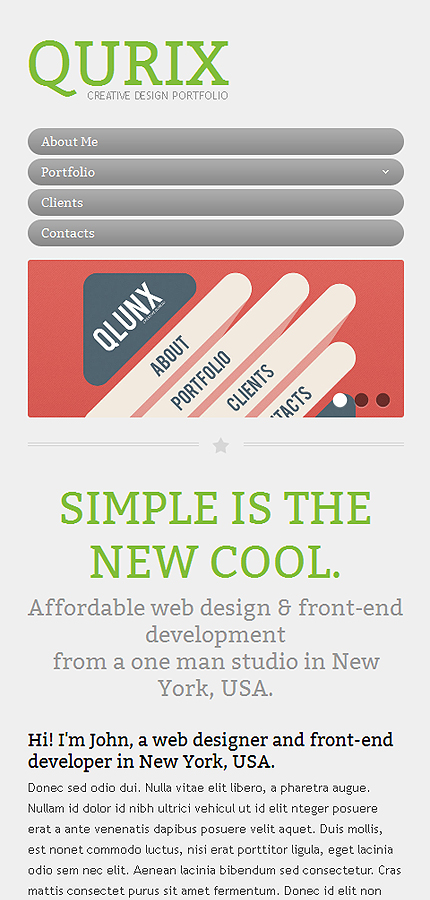 QURIX
CREATIVE DESIGN PORTFOLIO
About Me
Portfolio
Clients
Contacts
QLUNX
ABOUT
PORTFOLIO
CLIENTS
TACTS
SIMPLE IS THE
NEW COOL.
Affordable web design & front-end
development
from a one man studio in New
York, USA.
Hi! I'm John, a web designer and front-end
developer in New York, USA.
Donec sed odio dui. Nulla vitae elit libero, a pharetra augue.
Nullam id dolor id nibh ultrici vehicul ut id elit nteger posuere
erat a ante venenatis dapibus posuere velit aquet. Duis mollis,
est nonet commodo luctus, nisi erat porttitor ligula, eget lacinia
odio sem nec elit. Aenean lacinia bibendum sed consectetur. Cras
mattis consectet purus sit amet fermentum. Donec id elit non